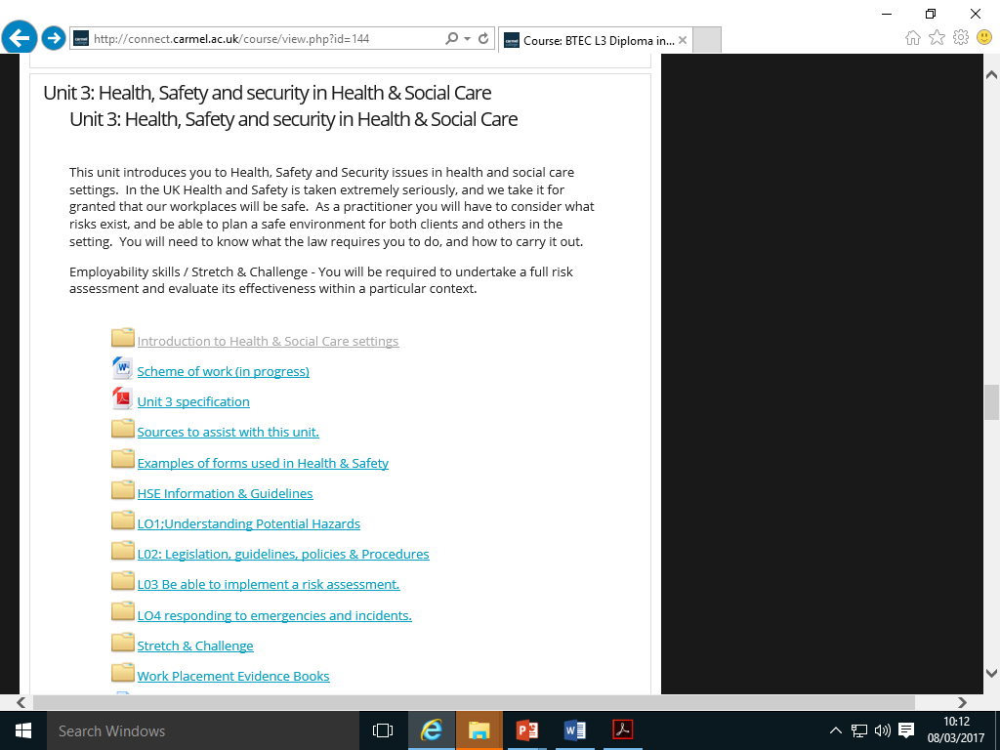 http://connect.carmel.ac.uk/course/view.php?id=144
Course: BTEC L3 Diploma in...
Unit 3: Health, Safety and security in Health & Social Care
Unit 3: Health, Safety and security in Health & Social Care
This unit introduces you to Health, Safety and Security issues in health and social care
settings.  In the UK Health and Safety is taken extremely seriously, and we take it for
granted that our workplaces will be safe.  As a practitioner you will have to consider what
risks exist, and be able to plan a safe environment for both clients and others in the
setting.  You will need to know what the law requires you to do, and how to carry it out.
Employability skills / Stretch & Challenge - You will be required to undertake a full risk
assessment and evaluate its effectiveness within a particular context.
Introduction to Health & Social Care settings
Scheme of work (in progress)
Unit 3 specification
Sources to assist with this unit.
Examples of forms used in Health & Safety
HSE Information & Guidelines
LO1;Understanding Potential Hazards
L02: Legislation, guidelines, policies & Procedures
L03 Be able to implement a risk assessment.
LO4 responding to emergencies and incidents.
Stretch & Challenge
Work Placement Evidence Books
Search Windows
10:12
08/03/2017